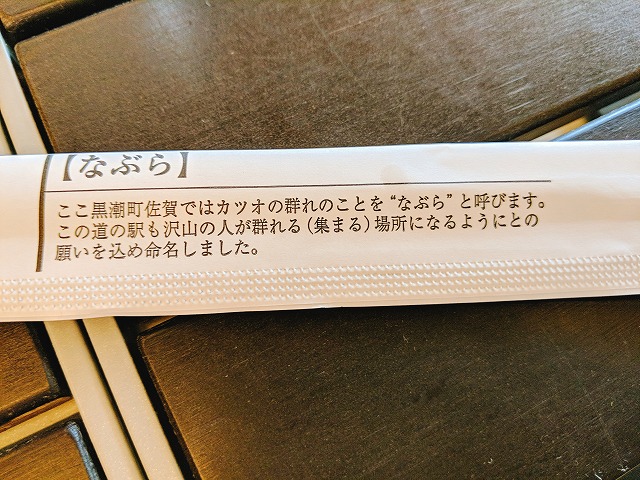 【なぶら】
ここ黒潮町佐賀ではカツオの群れのことを“なぶら”と呼びます。
この道の駅も沢山の人が群れる(集まる)場所になるようにとの
願いを込め命名しました。